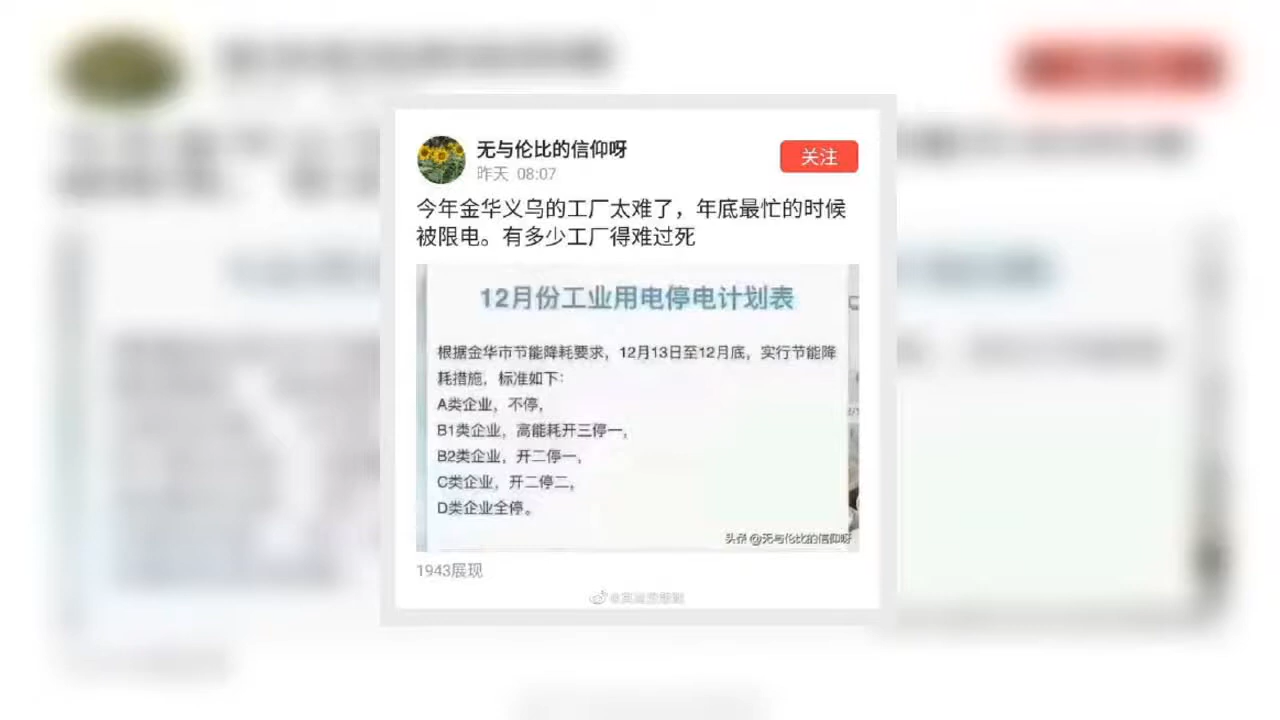 无与伦比的信仰呀
关注
昨天 08:07
今年金华义乌的工厂太难了，年底最忙的时候
被限电。有多少工厂得难过死
12月份工业用电停电计划表
根据金华市节能降耗要求，12月13日至12月底，实行节能降
耗措施，标准如下：
A类企业，不停，
B1类企业，高能耗开三停一，
B2类企业，开二停一，
C类企业，开二停二，
D类企业全停。
头条 @无与伦比的信仰呀
1943展现